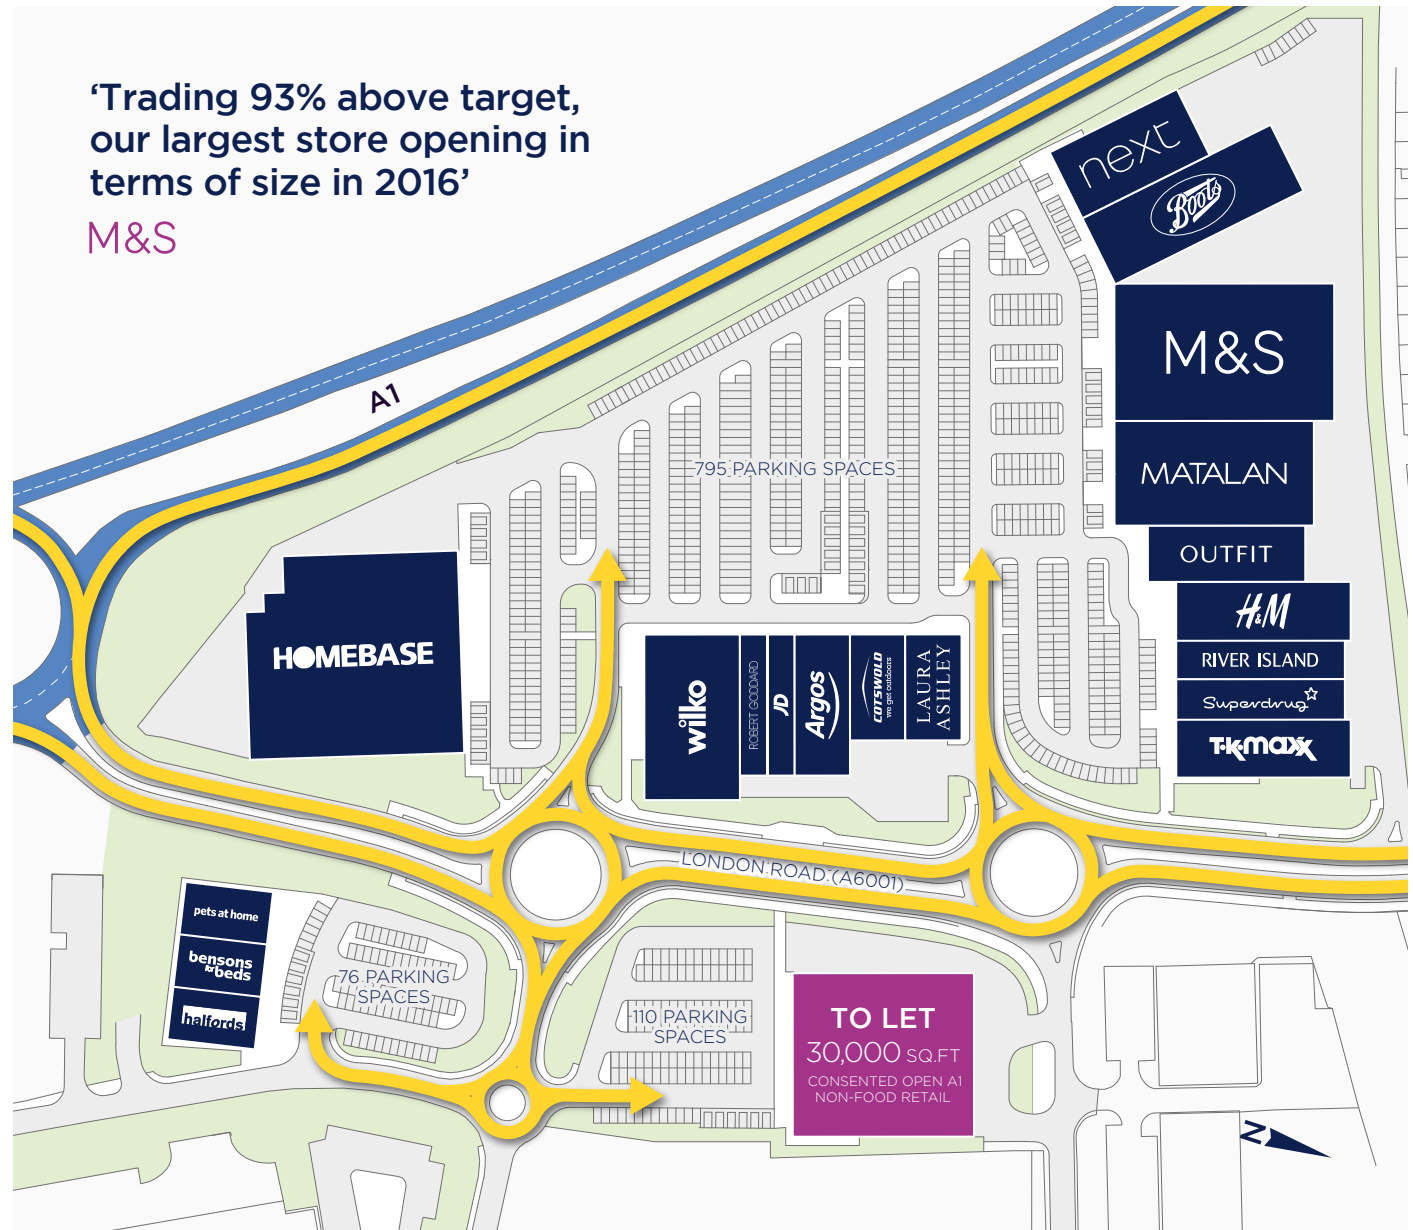 ‘Trading 93% above target,
our largest store opening in
terms of size in 2016’
M&S
A1
next
Boots
M&S
MATALAN
OUTFIT
H&M
RIVER ISLAND
Superdrug
T·K·maxx
795 PARKING SPACES
HOMEBASE
wilko
ROBERT GODDARD
JD
Argos
COTSWOLD
we get outdoors
LAURA
ASHLEY
LONDON ROAD (A6001)
pets at home
bensons
for beds
halfords
76 PARKING
SPACES
110 PARKING
SPACES
TO LET
30,000 SQ.FT
CONSENTED OPEN A1
NON-FOOD RETAIL
N